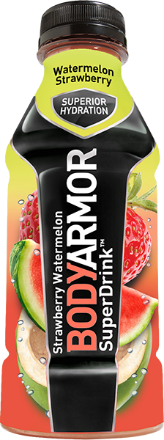 Watermelon
Strawberry
SUPERIOR
HYDRATION
Strawberry Watermelon
BODYARMOR
SuperDrink™